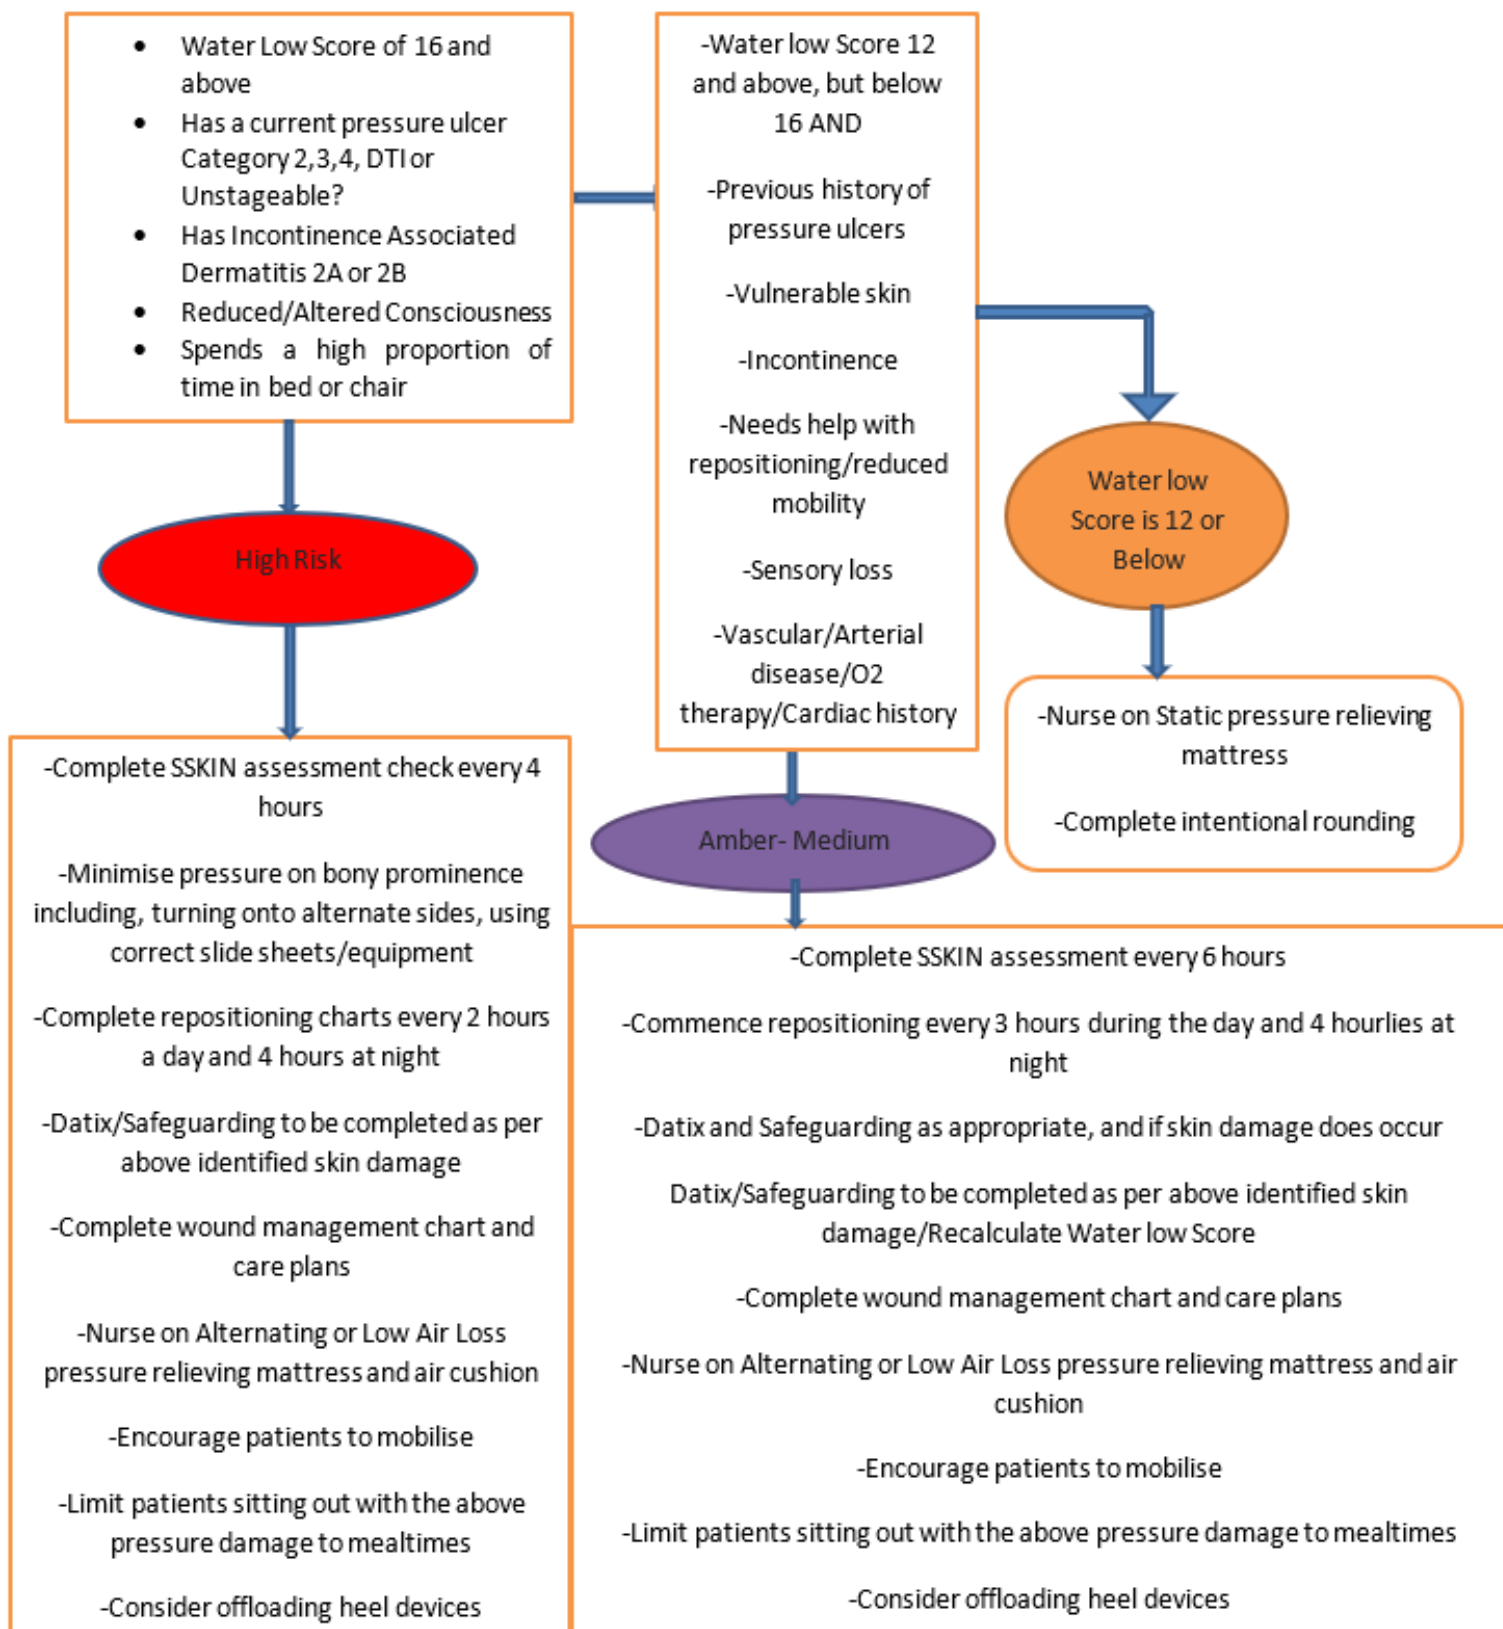 • Water Low Score of 16 and
above
• Has a current pressure ulcer
Category 2,3,4, DTI or
Unstageable?
• Has Incontinence Associated
Dermatitis 2A or 2B
• Reduced/Altered Consciousness
• Spends a high proportion of
time in bed or chair
-Water low Score 12
and above, but below
16 AND
-Previous history of
pressure ulcers
-Vulnerable skin
-Incontinence
-Needs help with
repositioning/reduced
mobility
-Sensory loss
-Vascular/Arterial
disease/O2
therapy/Cardiac history
Water low
Score is 12 or
Below
High Risk
-Nurse on Static pressure relieving
mattress
-Complete intentional rounding
Amber- Medium
-Complete SSKIN assessment check every 4
hours
-Minimise pressure on bony prominence
including, turning onto alternate sides, using
correct slide sheets/equipment
-Complete repositioning charts every 2 hours
a day and 4 hours at night
-Datix/Safeguarding to be completed as per
above identified skin damage
-Complete wound management chart and
care plans
-Nurse on Alternating or Low Air Loss
pressure relieving mattress and air cushion
-Encourage patients to mobilise
-Limit patients sitting out with the above
pressure damage to mealtimes
-Consider offloading heel devices
-Complete SSKIN assessment every 6 hours
-Commence repositioning every 3 hours during the day and 4 hourlies at
night
-Datix and Safeguarding as appropriate, and if skin damage does occur
Datix/Safeguarding to be completed as per above identified skin
damage/Recalculate Water low Score
-Complete wound management chart and care plans
-Nurse on Alternating or Low Air Loss pressure relieving mattress and air
cushion
-Encourage patients to mobilise
-Limit patients sitting out with the above pressure damage to mealtimes
-Consider offloading heel devices